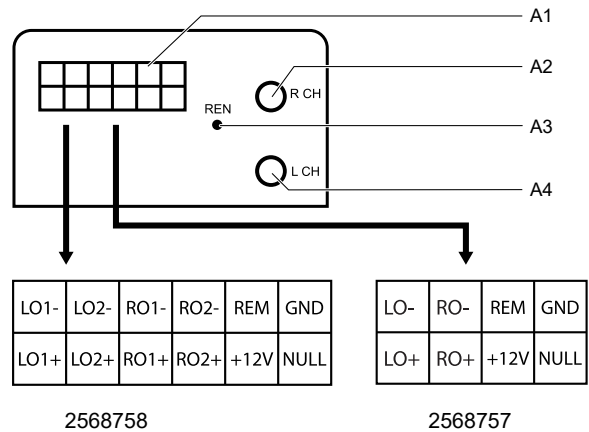 A1
A2
R CH
REN
A3
L CH
A4
LO1- LO2- RO1- RO2- REM GND
LO1+ LO2+ RO1+ RO2+ +12V NULL
LO- RO- REM GND
LO+ RO+ +12V NULL
2568758
2568757